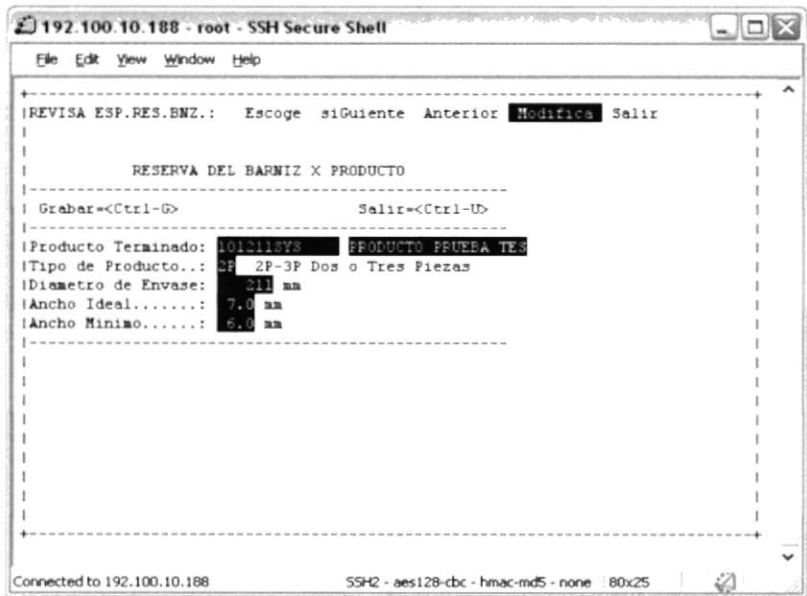 192.100.10.188 - root - SSH Secure Shell
File Edit View Window Help
REVISA ESP.RES.BNZ.: Escoge siGuiente Anterior Modifica Salir
RESERVA DEL BARNIZ X PRODUCTO
Grabar=<Ctrl-G> Salir=<Ctrl-U>
Producto Terminado: 101211SYS PRODUCTO PRUEBA TES
Tipo de Producto..: 2P 2P-3P Dos o Tres Piezas
Diametro de Envase: 211 mm
Ancho Ideal.......: 7.0 mm
Ancho Minimo......: 6.0 mm
Connected to 192.100.10.188 SSH2 - aes128-cbc - hmac-md5 - none 80x25